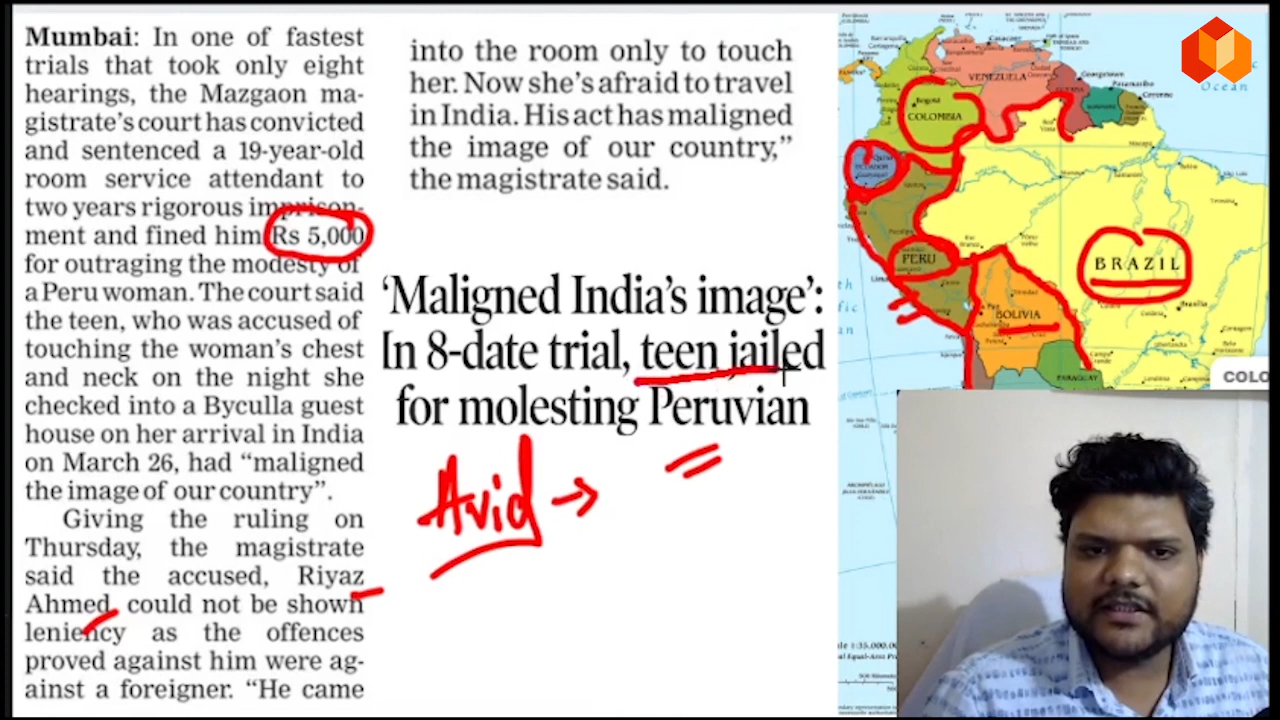 Mumbai: In one of fastest
trials that took only eight
hearings, the Mazgaon ma-
gistrate's court has convicted
and sentenced a 19-year-old
room service attendant to
two years rigorous imprison-
ment and fined him Rs 5,000
for outraging the modesty of
a Peru woman. The court said
the teen, who was accused of
touching the woman's chest
and neck on the night she
checked into a Byculla guest
house on her arrival in India
on March 26, had "maligned
the image of our country".
Giving the ruling on
Thursday, the magistrate
said the accused, Riyaz
Ahmed, could not be shown
leniency as the offences
proved against him were ag-
ainst a foreigner. "He came
into the room only to touch
her. Now she's afraid to travel
in India. His act has maligned
the image of our country,"
the magistrate said.
'Maligned India's image':
In 8-date trial, teen jailed
for molesting Peruvian
Avid →
VENEZUELA
Georgetown
Paramaribo
Cayenne
Ocean
Bogotá
COLOMBIA
PERU
BRAZIL
BOLIVIA
PARAGUAY
COLO